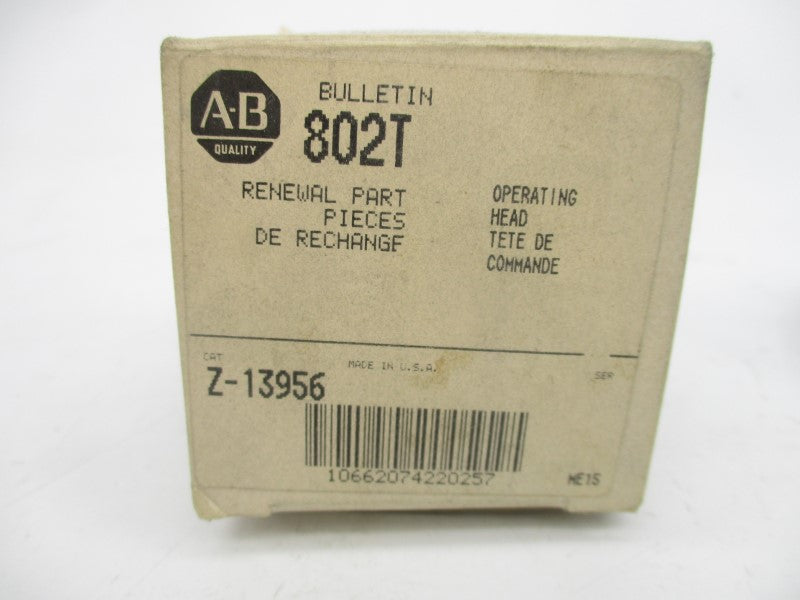 A-B
QUALITY
BULLETIN
802T
RENEWAL PART
PIECES
DE RECHANGE
OPERATING
HEAD
TETE DE
COMMANDE
CAT
MADE IN U.S.A.
SER
Z-13956
10662074220257
ME15